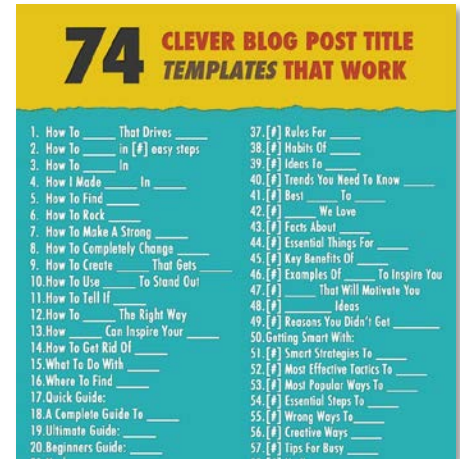 74 CLEVER BLOG POST TITLE
TEMPLATES THAT WORK
1. How To _____ That Drives _____
2. How To _____ in [#] easy steps
3. How To _____ In
4. How I Made _____ In _____
5. How To Find _____
6. How To Rock _____
7. How To Make A Strong _____
8. How To Completely Change _____
9. How To Create _____ That Gets _____
10.How To Use _____ To Stand Out
11.How To Tell If _____
12.How To _____ The Right Way
13.How _____ Can Inspire Your _____
14.How To Get Rid Of _____
15.What To Do With _____
16.Where To Find _____
17.Quick Guide:
18.A Complete Guide To _____
19.Ultimate Guide: _____
20.Beginners Guide: _____
37.[#] Rules For _____
38.[#] Habits Of _____
39.[#] Ideas To _____
40.[#] Trends You Need To Know _____
41.[#] Best _____ To _____
42.[#] _____ We Love
43.[#] Facts About _____
44.[#] Essential Things For _____
45.[#] Key Benefits Of _____
46.[#] Examples Of _____ To Inspire You
47.[#] _____ That Will Motivate You
48.[#] _____ Ideas
49.[#] Reasons You Didn't Get _____
50.Getting Smart With:
51.[#] Smart Strategies To _____
52.[#] Most Effective Tactics To _____
53.[#] Most Popular Ways To _____
54.[#] Essential Steps To _____
55.[#] Wrong Ways To_____
56.[#] Creative Ways _____
57.[#] Tips For Busy _____